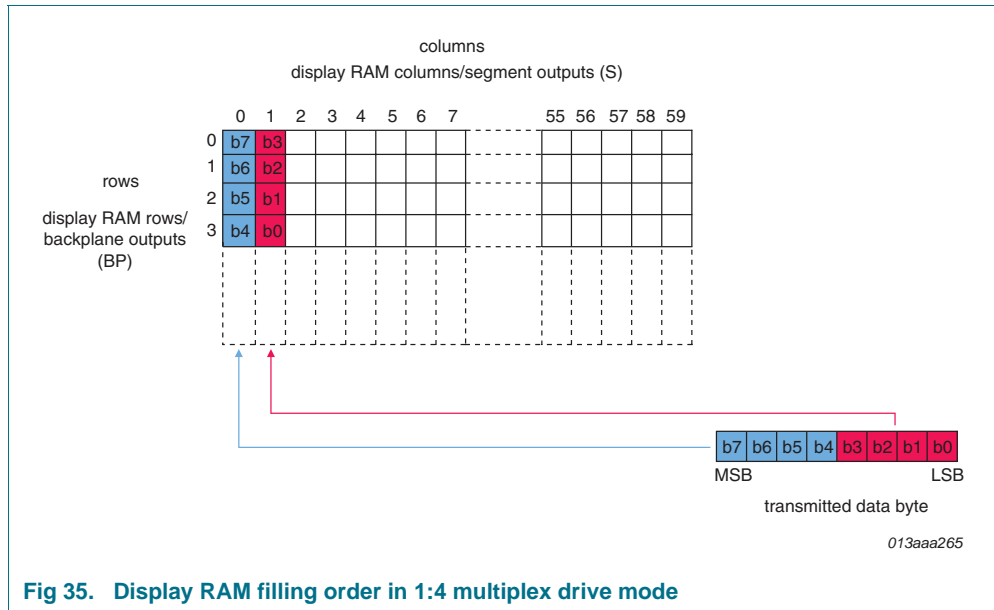 columns
display RAM columns/segment outputs (S)
0 1 2 3 4 5 6 7 55 56 57 58 59
0 b7 b3
1 b6 b2
rows
2 b5 b1
display RAM rows/
backplane outputs
(BP)
3 b4 b0
b7 b6 b5 b4 b3 b2 b1 b0
MSB LSB
transmitted data byte
013aaa265
Fig 35. Display RAM filling order in 1:4 multiplex drive mode